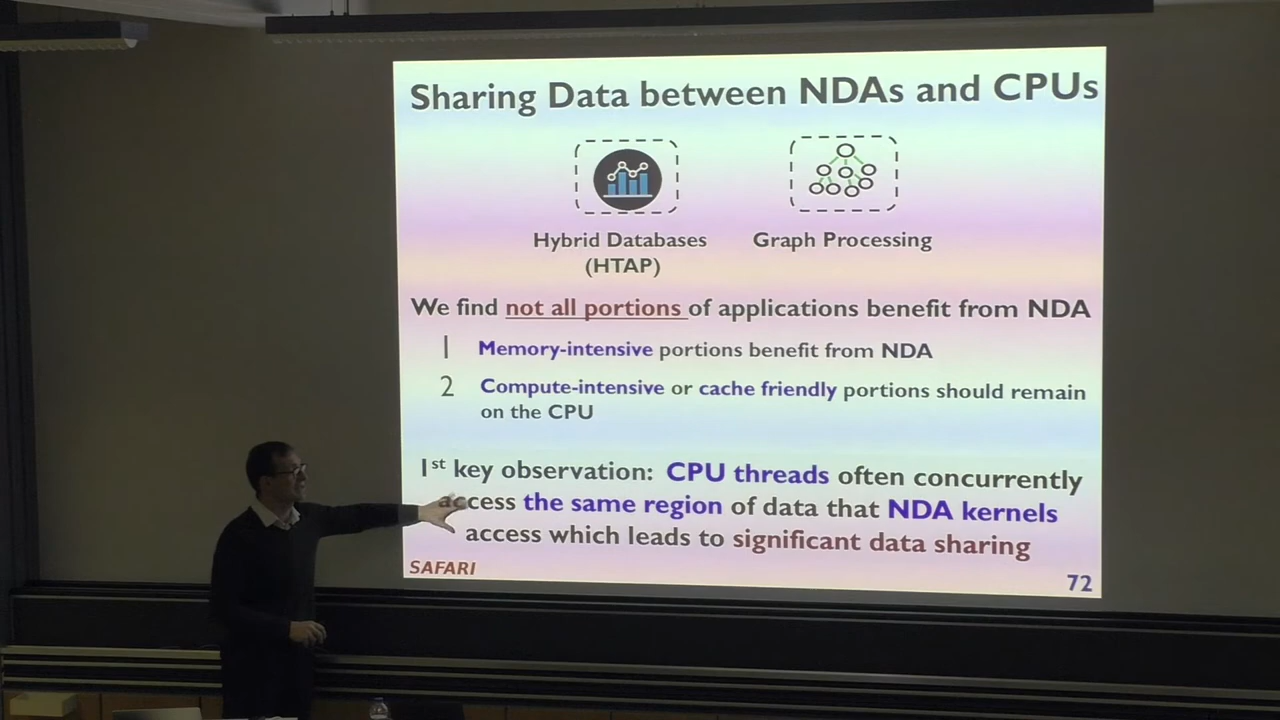 Sharing Data between NDAs and CPUs
Hybrid Databases
(HTAP)
Graph Processing
We find not all portions of applications benefit from NDA
1 Memory-intensive portions benefit from NDA
2 Compute-intensive or cache friendly portions should remain
on the CPU
1st key observation: CPU threads often concurrently
access the same region of data that NDA kernels
access which leads to significant data sharing
SAFARI
72